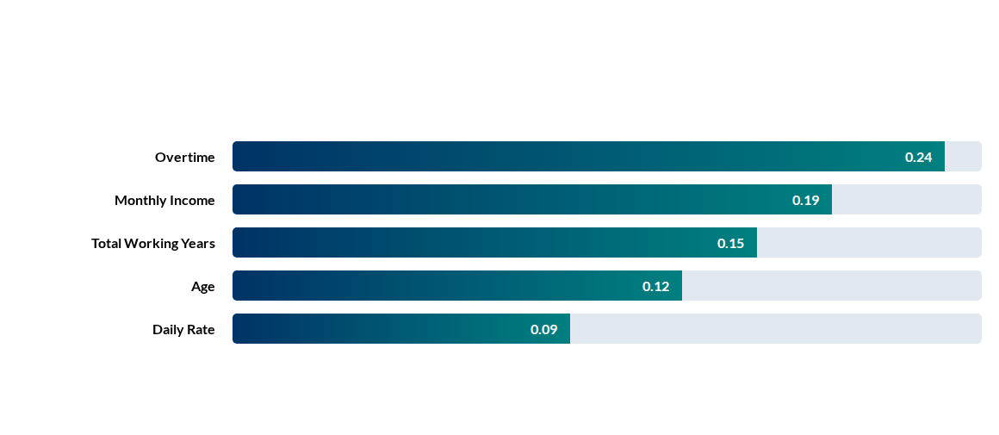 Overtime 0.24
Monthly Income 0.19
Total Working Years 0.15
Age 0.12
Daily Rate 0.09